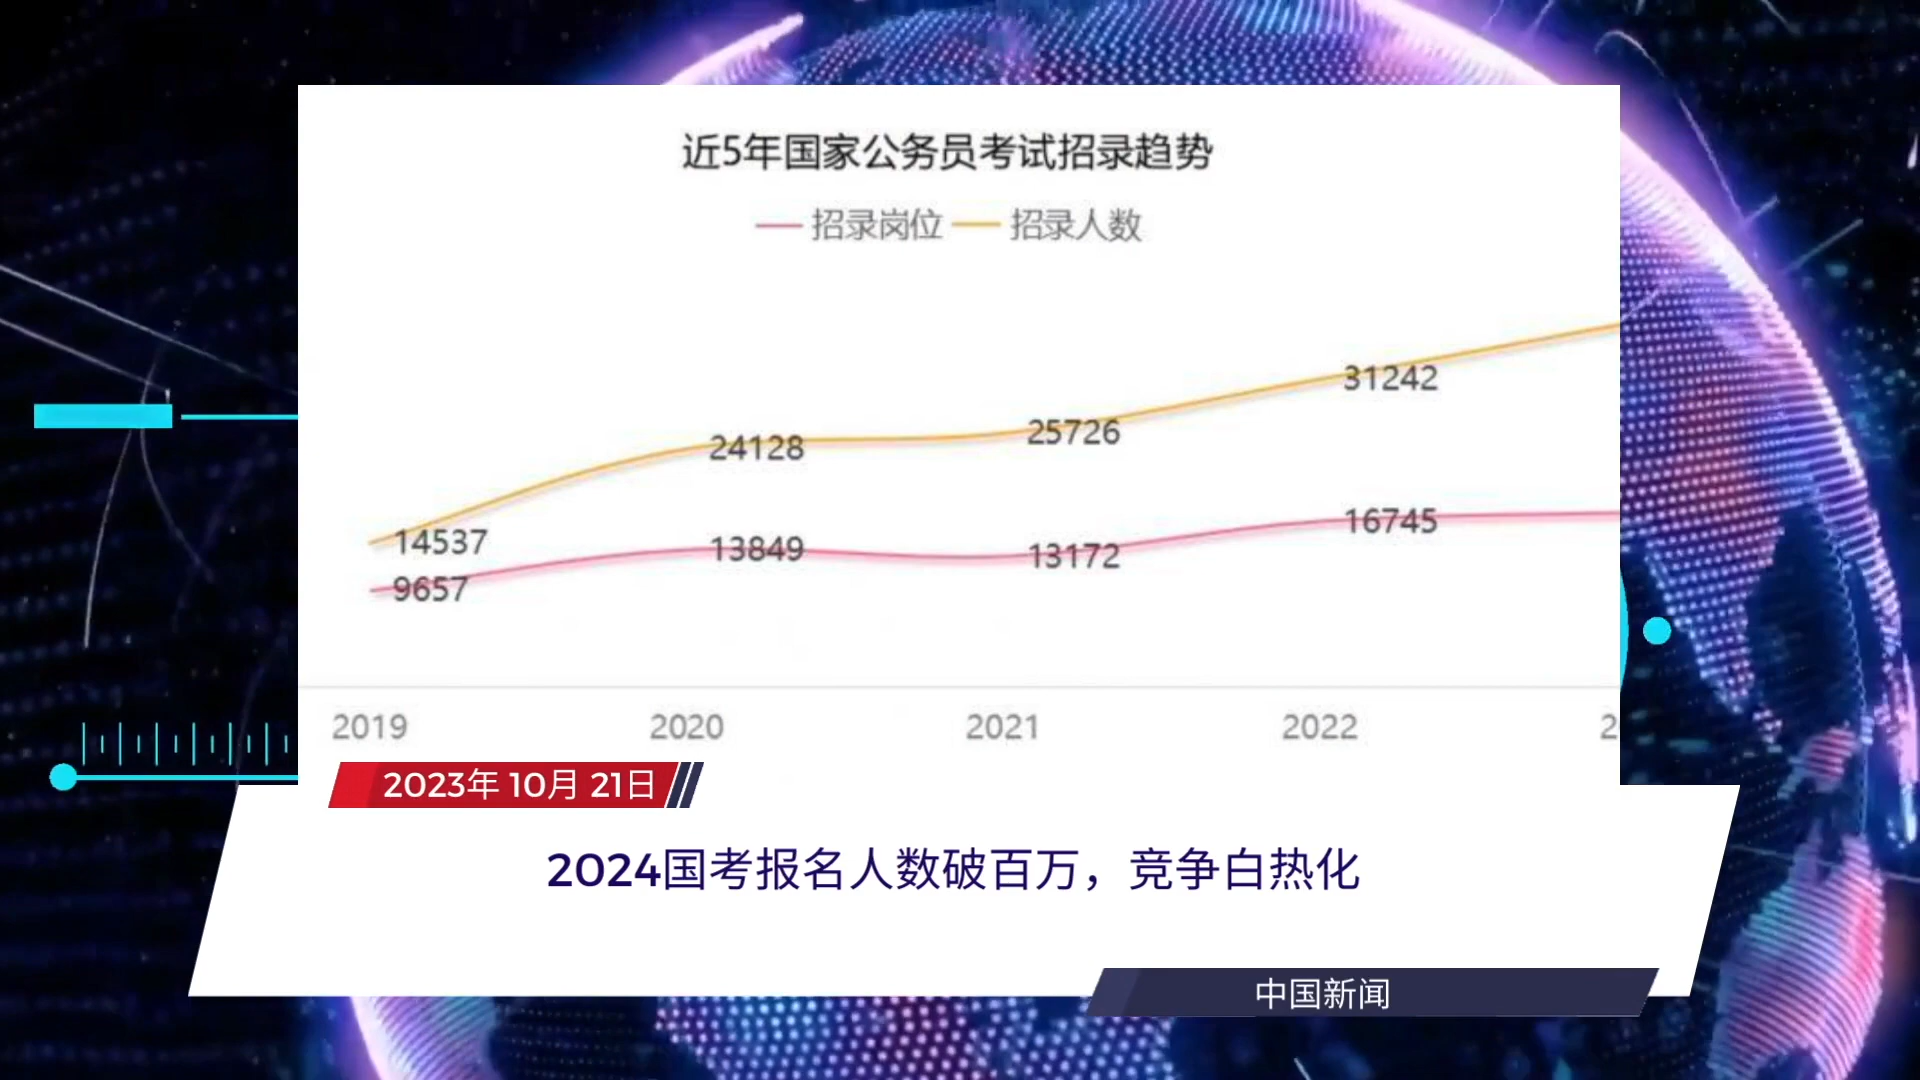 近5年国家公务员考试招录趋势
招录岗位 招录人数
31242
25726
24128
16745
14537
13849
13172
9657
2019 2020 2021 2022 2
2023年 10月 21日
2024国考报名人数破百万，竞争白热化
中国新闻